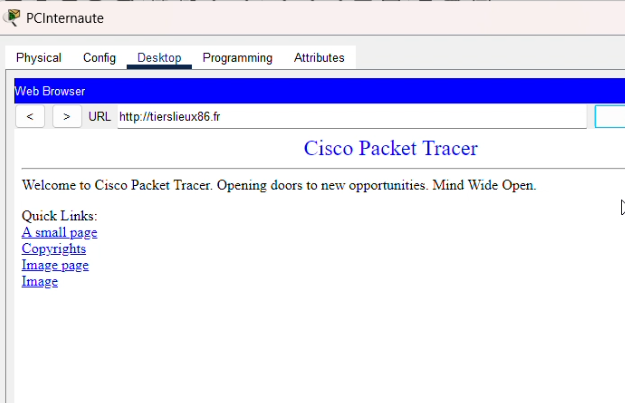 PCInternaute
Physical Config Desktop Programming Attributes
Web Browser
< > URL http://tierslieux86.fr
Cisco Packet Tracer
Welcome to Cisco Packet Tracer. Opening doors to new opportunities. Mind Wide Open.
Quick Links:
A small page
Copyrights
Image page
Image